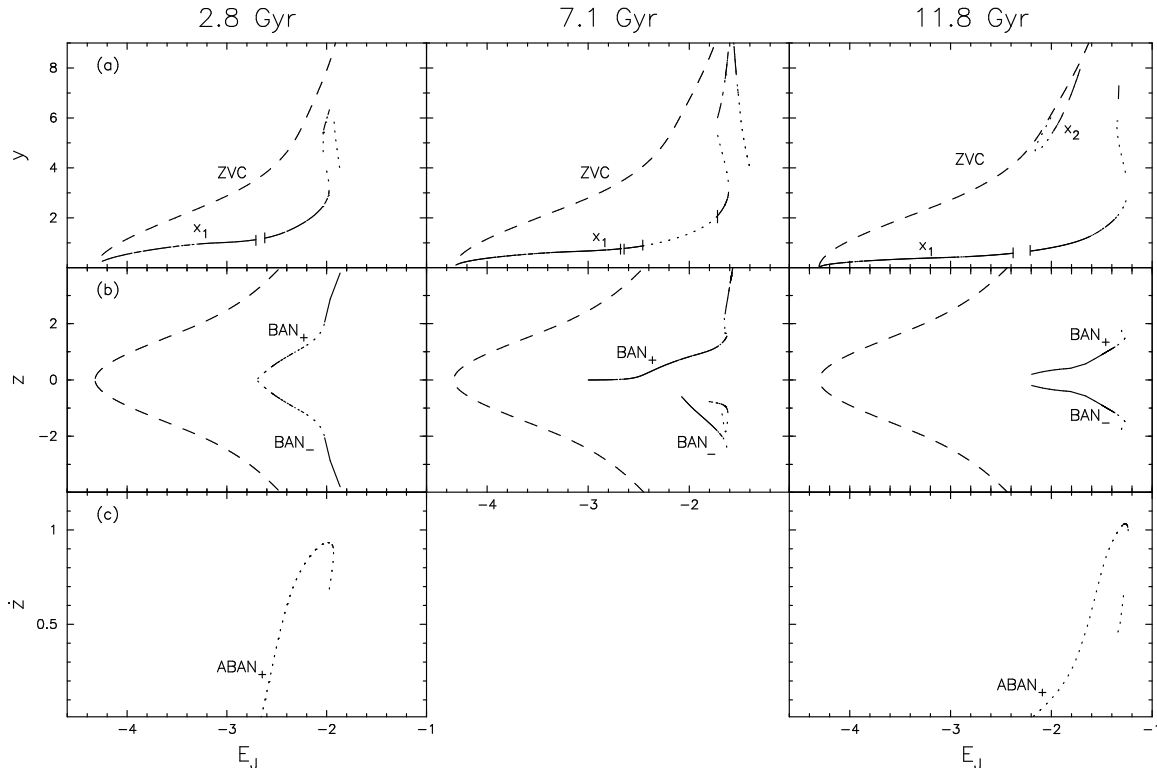 2.8 Gyr 7.1 Gyr 11.8 Gyr
(a)
8
6
4
2
y
ZVC
x1
ZVC
x1
ZVC
x2
x1
(b)
2
0
−2
z
BAN+
BAN−
BAN+
BAN−
BAN+
BAN−
−4 −3 −2
(c)
1
0.5
ż
ABAN+
ABAN+
−4 −3 −2 −1
−4 −3 −2 −1
EJ
EJ